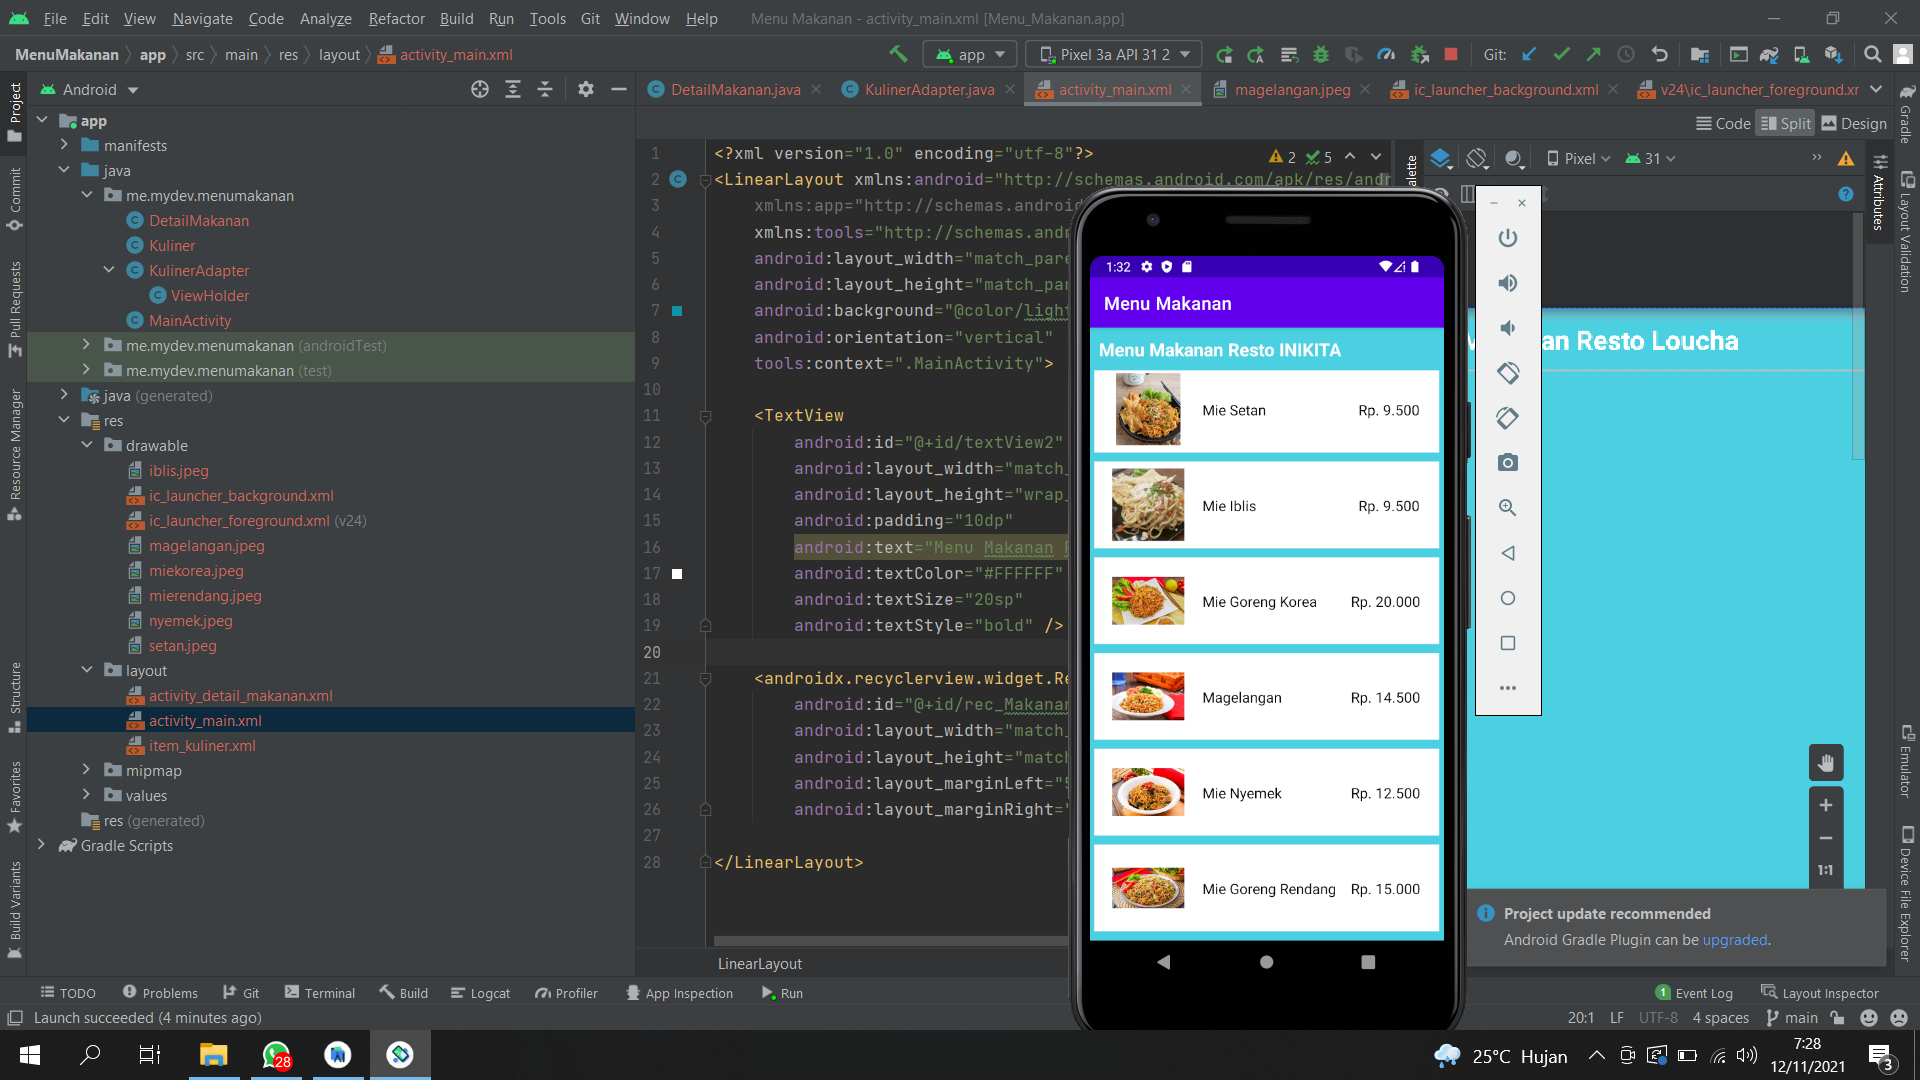 File Edit View Navigate Code Analyze Refactor Build Run Tools Git Window Help Menu Makanan - activity_main.xml [Menu_Makanan.app]
MenuMakanan app src main res layout activity_main.xml app Pixel 3a API 31 2 Git:
Android DetailMakanan.java KulinerAdapter.java activity_main.xml magelangan.jpeg ic_launcher_background.xml v24\ic_launcher_foreground.xr
Code Split Design
Project
Commit
Pull Requests
Resource Manager
Structure
Favorites
Build Variants
app
manifests
java
me.mydev.menumakanan
DetailMakanan
Kuliner
KulinerAdapter
ViewHolder
MainActivity
me.mydev.menumakanan (androidTest)
me.mydev.menumakanan (test)
java (generated)
res
drawable
iblis.jpeg
ic_launcher_background.xml
ic_launcher_foreground.xml (v24)
magelangan.jpeg
miekorea.jpeg
mierendang.jpeg
nyemek.jpeg
setan.jpeg
layout
activity_detail_makanan.xml
activity_main.xml
item_kuliner.xml
mipmap
values
res (generated)
Gradle Scripts
1 <?xml version="1.0" encoding="utf-8"?>
2 <LinearLayout xmlns:android="http://schemas.android.com/apk/res/andr
3 xmlns:app="http://schemas.android
4 xmlns:tools="http://schemas.andr
5 android:layout_width="match_pare
6 android:layout_height="match_par
7 android:background="@color/light
8 android:orientation="vertical"
9 tools:context=".MainActivity">
10
11 <TextView
12 android:id="@+id/textView2"
13 android:layout_width="match_
14 android:layout_height="wrap_
15 android:padding="10dp"
16 android:text="Menu Makanan R
17 android:textColor="#FFFFFF"
18 android:textSize="20sp"
19 android:textStyle="bold" />
20
21 <androidx.recyclerview.widget.Re
22 android:id="@+id/rec_Makanan
23 android:layout_width="match_
24 android:layout_height="match
25 android:layout_marginLeft="5
26 android:layout_marginRight="
27
28 </LinearLayout>
2 5
LinearLayout
alette
Pixel 31
an Resto Loucha
1:1
1:32
Menu Makanan
Menu Makanan Resto INIKITA
Mie Setan Rp. 9.500
Mie Iblis Rp. 9.500
Mie Goreng Korea Rp. 20.000
Magelangan Rp. 14.500
Mie Nyemek Rp. 12.500
Mie Goreng Rendang Rp. 15.000
Gradle
Attributes
Layout Validation
Emulator
Device File Explorer
Project update recommended
Android Gradle Plugin can be upgraded.
TODO Problems Git Terminal Build Logcat Profiler App Inspection Run 1 Event Log Layout Inspector
Launch succeeded (4 minutes ago) 20:1 LF UTF-8 4 spaces main
28 25°C Hujan 7:28
12/11/2021 3